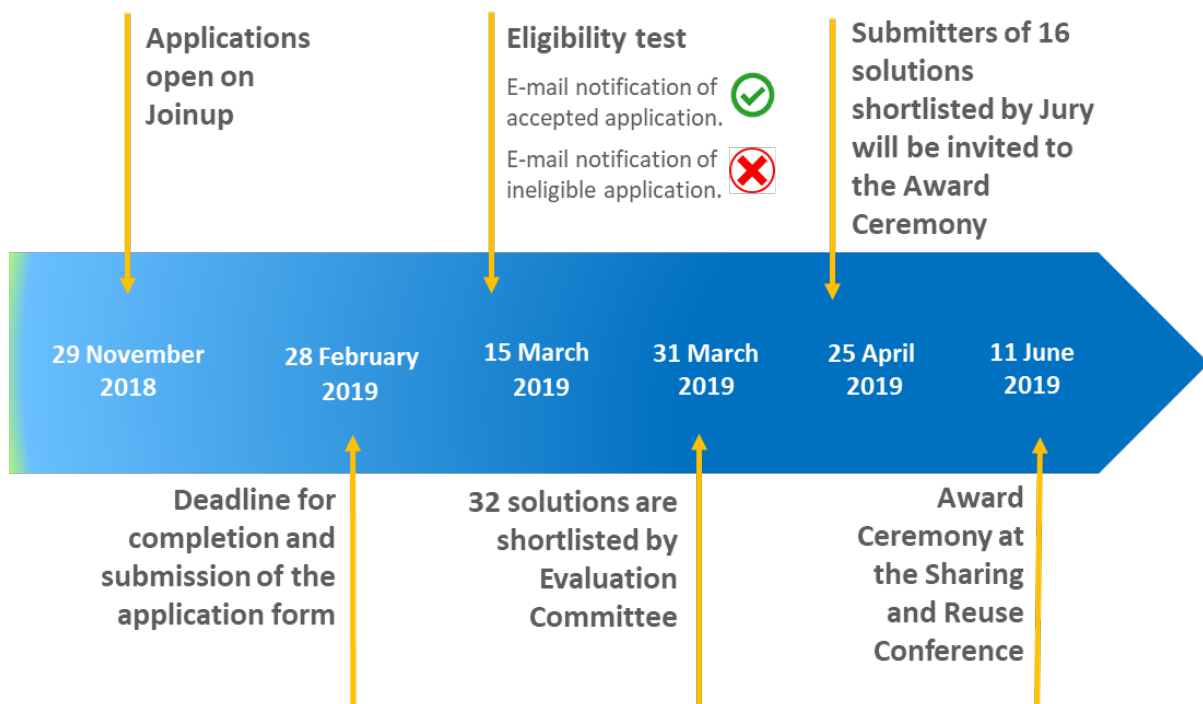 Applications
open on
Joinup
Eligibility test
E-mail notification of
accepted application.
E-mail notification of
ineligible application.
Submitters of 16
solutions
shortlisted by Jury
will be invited to
the Award
Ceremony
29 November
2018
28 February
2019
15 March
2019
31 March
2019
25 April
2019
11 June
2019
Deadline for
completion and
submission of the
application form
32 solutions are
shortlisted by
Evaluation
Committee
Award
Ceremony at
the Sharing
and Reuse
Conference